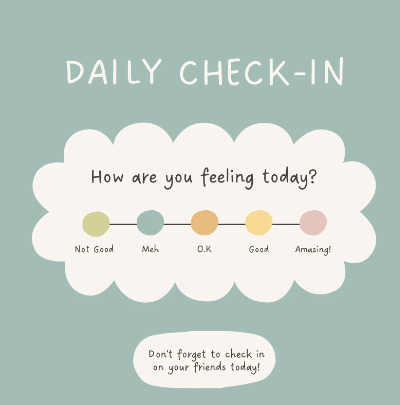 DAILY CHECK-IN
How are you feeling today?
Not Good Meh O.K Good Amazing!
Don't forget to check in
on your friends today!